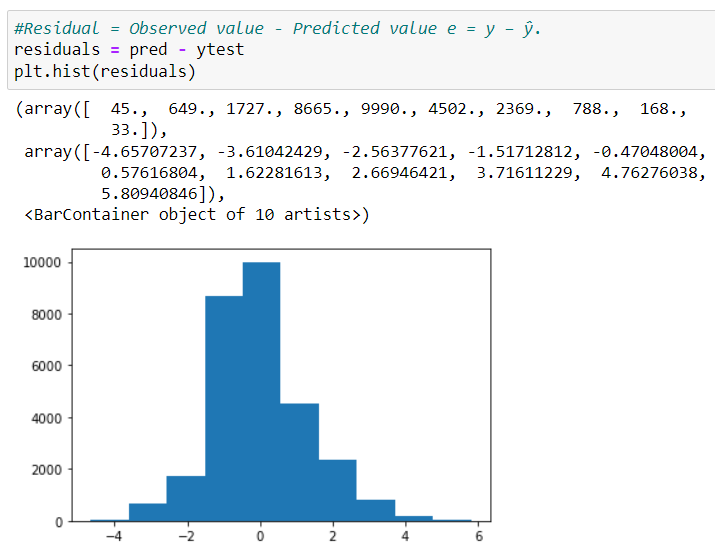 #Residual = Observed value - Predicted value e = y – ŷ.
residuals = pred - ytest
plt.hist(residuals)
(array([  45.,  649., 1727., 8665., 9990., 4502., 2369.,  788.,  168.,
33.]),
array([-4.65707237, -3.61042429, -2.56377621, -1.51712812, -0.47048004,
0.57616804,  1.62281613,  2.66946421,  3.71611229,  4.76276038,
5.80940846]),
<BarContainer object of 10 artists>)
10000
8000
6000
4000
2000
0
−4 −2 0 2 4 6